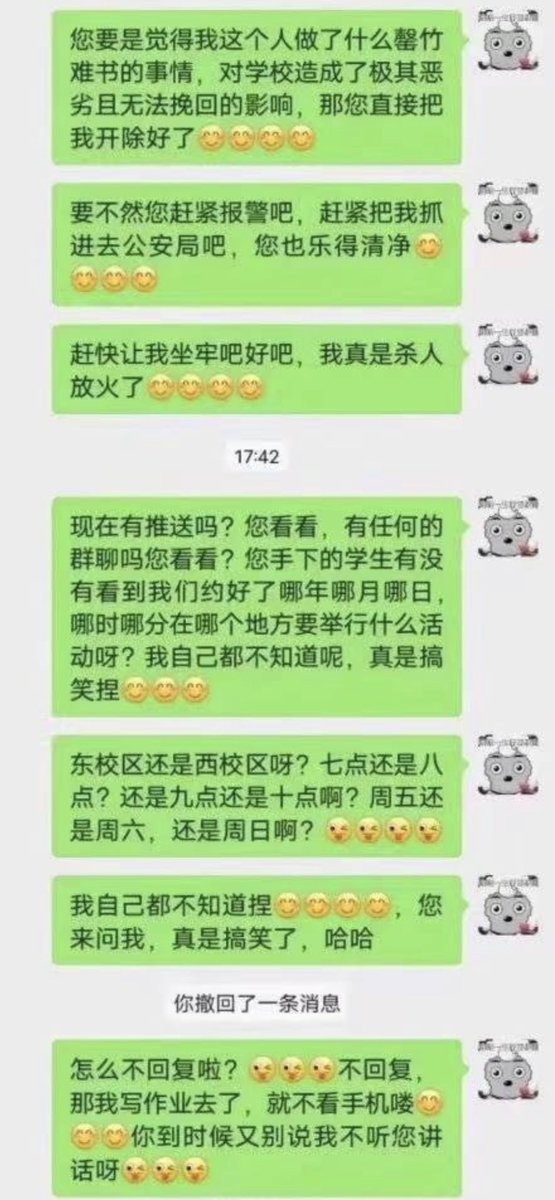 您要是觉得我这个人做了什么罄竹
难书的事情，对学校造成了极其恶
劣且无法挽回的影响，那您直接把
我开除好了😊😊😊😊
要不然您赶紧报警吧，赶紧把我抓
进去公安局吧，您也乐得清净😊
😊😊😊
赶快让我坐牢吧好吧，我真是杀人
放火了😊😊😊😊
17:42
现在有推送吗？您看看，有任何的
群聊吗您看看？您手下的学生有没
有看到我们约好了哪年哪月哪日，
哪时哪分在哪个地方要举行什么活
动呀？我自己都不知道呢，真是搞
笑捏😊😊😊
东校区还是西校区呀？七点还是八
点？还是九点还是十点啊？周五还
是周六，还是周日啊？😜😜😜😜
我自己都不知道捏😊😊😊😊，您
来问我，真是搞笑了，哈哈
你撤回了一条消息
怎么不回复啦？😜😜😜不回复，
那我写作业去了，就不看手机喽😊
😊😊你到时候又别说我不听您讲
话呀😜😜😜